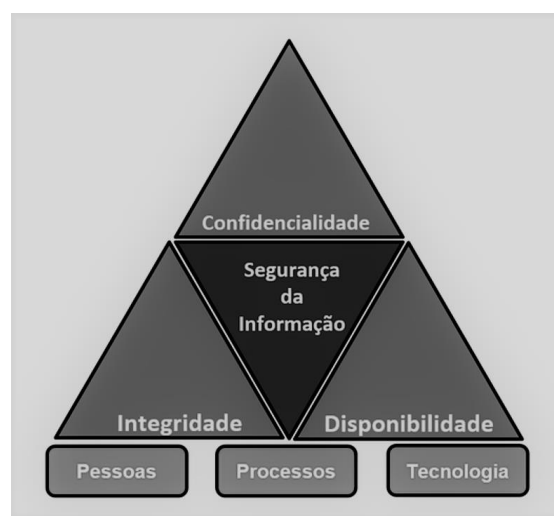 Confidencialidade
Segurança
da
Informação
Integridade
Disponibilidade
Pessoas
Processos
Tecnologia